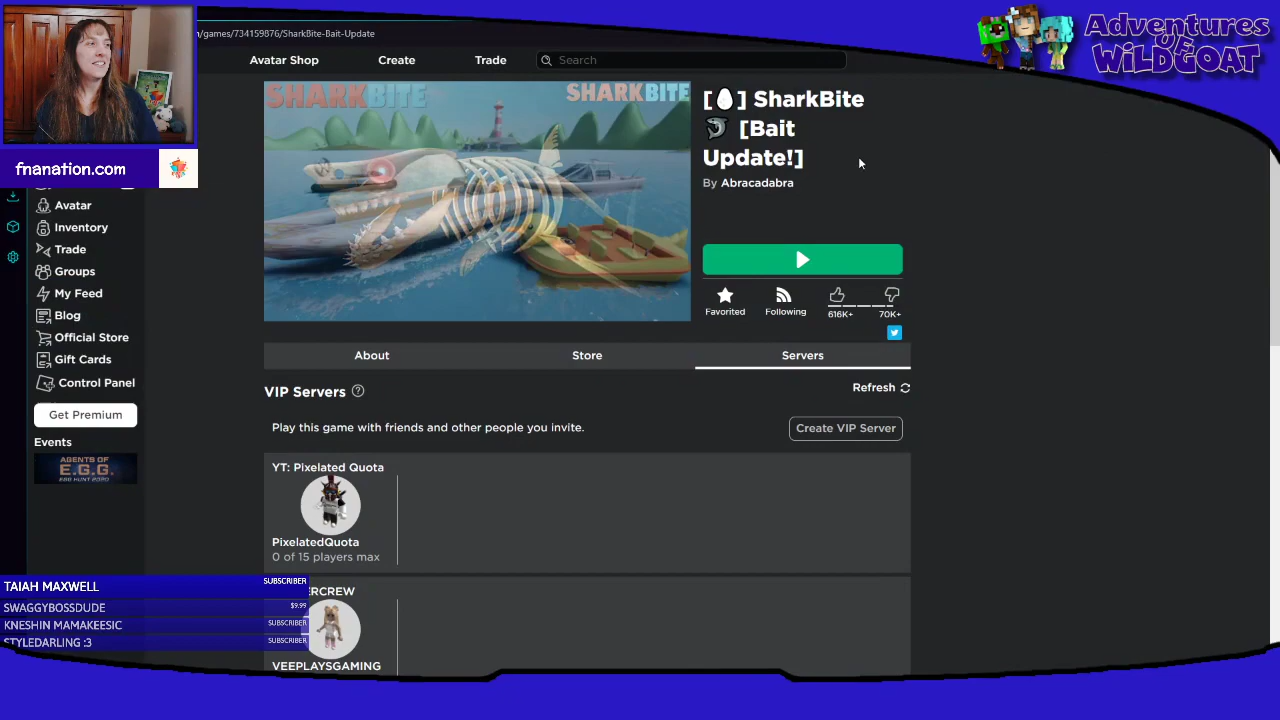 /games/734159876/SharkBite-Bait-Update
Adventures
OF
WILDGOAT
Avatar Shop
Create
Trade
Search
SHARKBITE
SHARKBITE
[🥚] SharkBite
🦈 [Bait
Update!]
By Abracadabra
fnanation.com
Avatar
Inventory
Trade
Groups
My Feed
Blog
Official Store
Gift Cards
Control Panel
Get Premium
Events
AGENTS OF
E.G.G.
EGG HUNT 2020
Favorited
Following
616K+
70K+
About
Store
Servers
VIP Servers
Refresh
Play this game with friends and other people you invite.
Create VIP Server
YT: Pixelated Quota
PixelatedQuota
0 of 15 players max
ERCREW
VEEPLAYSGAMING
TAIAH MAXWELL
SUBSCRIBER
SWAGGYBOSSDUDE
$9.99
KNESHIN MAMAKEESIC
SUBSCRIBER
STYLEDARLING :3
SUBSCRIBER